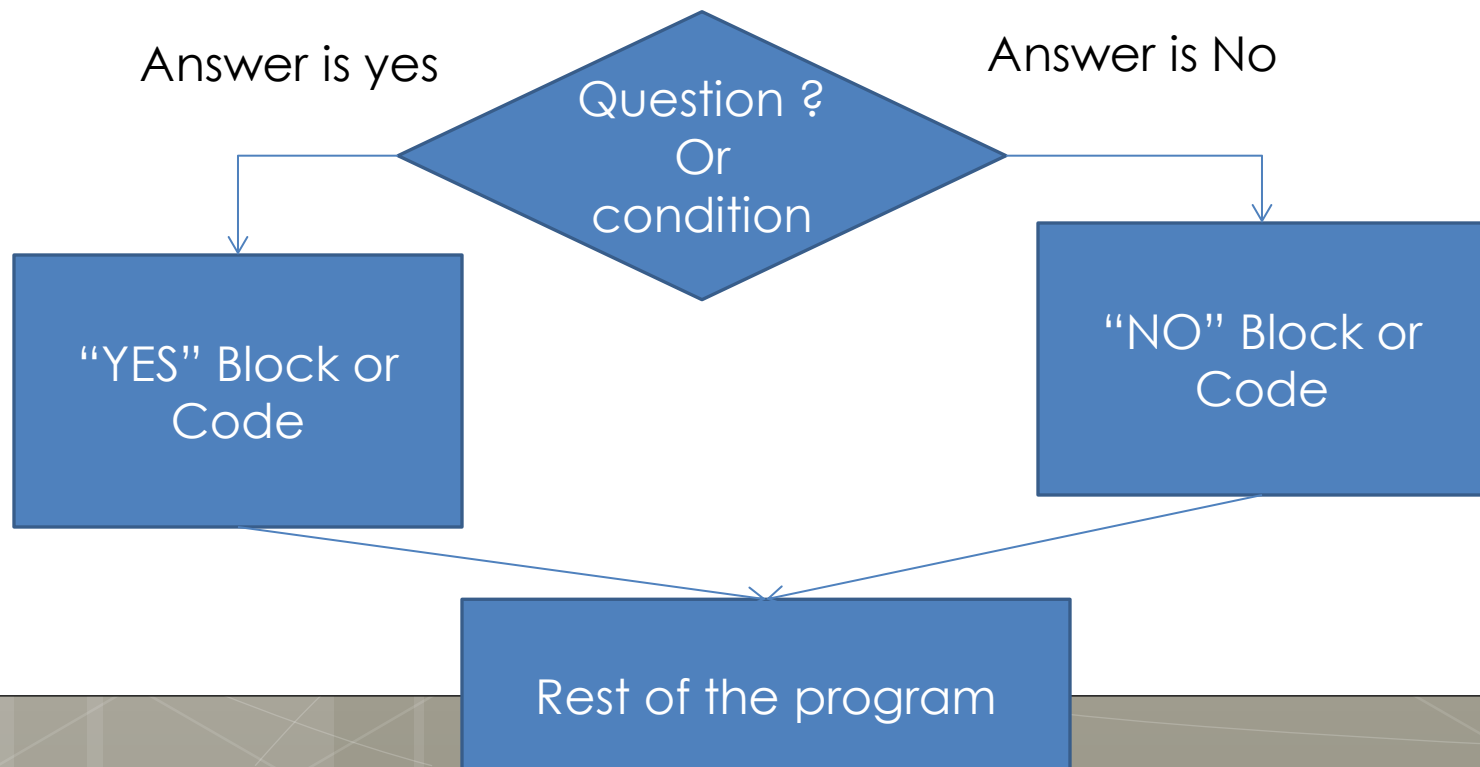 Answer is yes
Answer is No
Question ?
Or
condition
“YES” Block or
Code
“NO” Block or
Code
Rest of the program